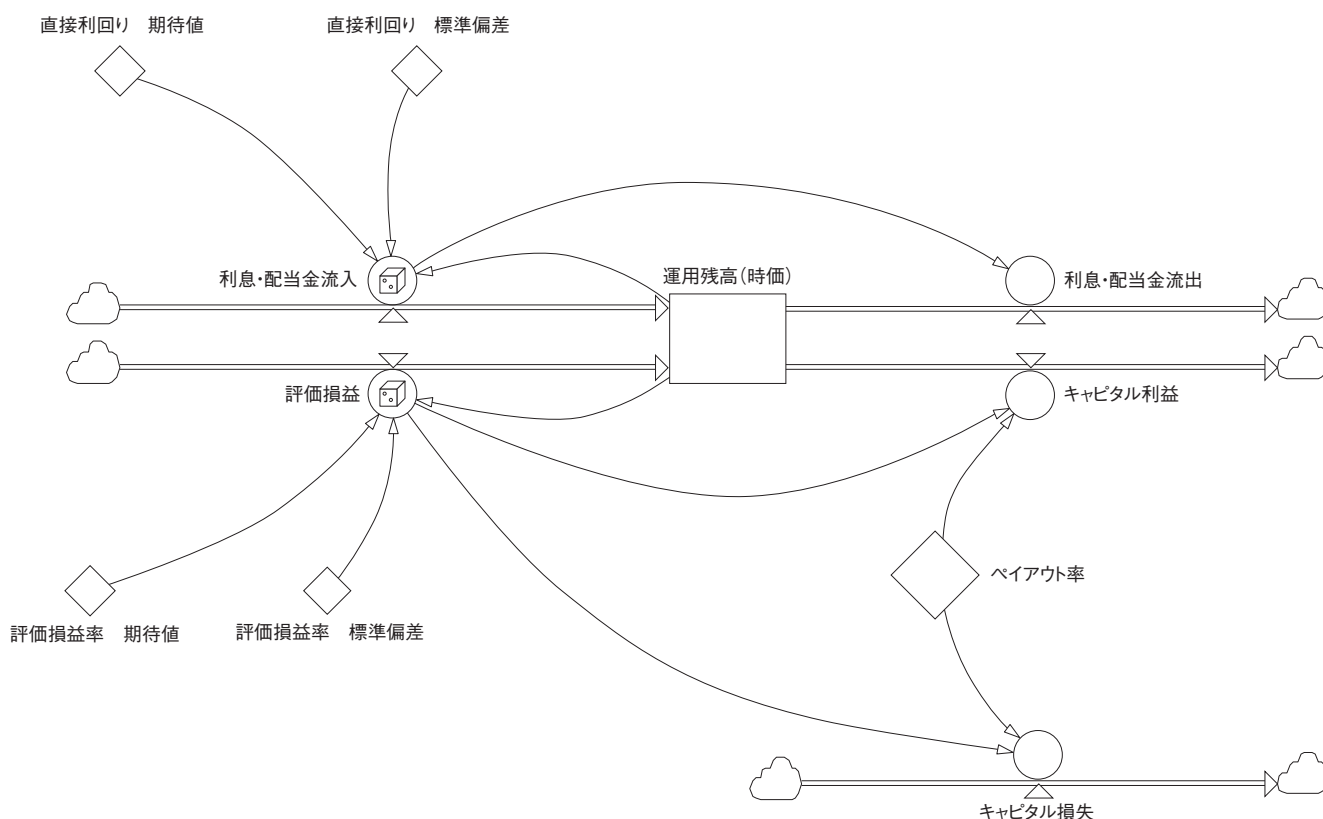 直接利回り　期待値
直接利回り　標準偏差
利息・配当金流入
運用残高（時価）
利息・配当金流出
評価損益
キャピタル利益
ペイアウト率
評価損益率　期待値
評価損益率　標準偏差
キャピタル損失